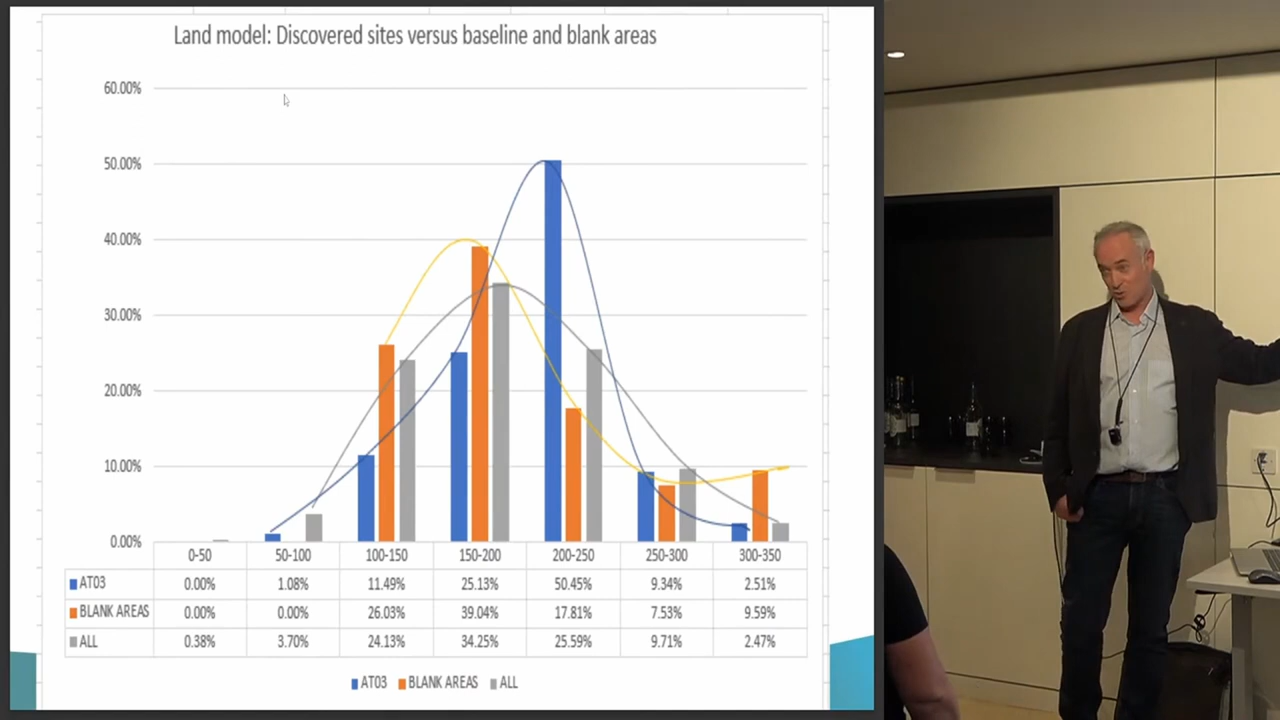 Land model: Discovered sites versus baseline and blank areas
60.00%
50.00%
40.00%
30.00%
20.00%
10.00%
0.00%
0-50 50-100 100-150 150-200 200-250 250-300 300-350
AT03 0.00% 1.08% 11.49% 25.13% 50.45% 9.34% 2.51%
BLANK AREAS 0.00% 0.00% 26.03% 39.04% 17.81% 7.53% 9.59%
ALL 0.38% 3.70% 24.13% 34.25% 25.59% 9.71% 2.47%
AT03 BLANK AREAS ALL